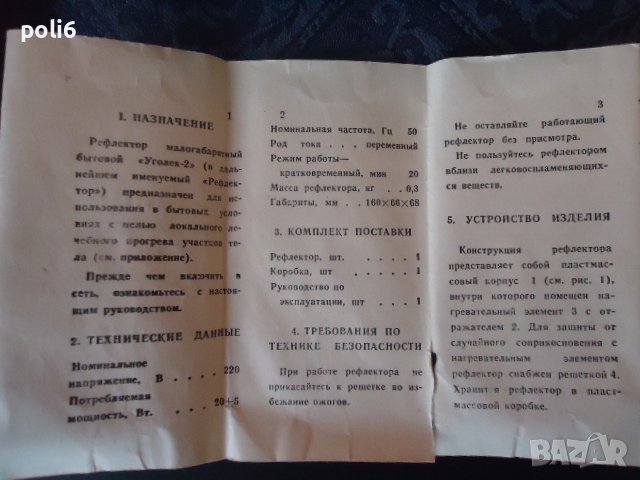 poli6
1
1. НАЗНАЧЕНИЕ
Рефлектор малогабаритный
бытовой «Уголек-2» (в даль-
нейшем именуемый «Рефлек-
тор») предназначен для ис-
пользования в бытовых усло-
виях с целью локального ле-
чебного прогрева участков те-
ла (см. приложение).
Прежде чем включить в
сеть, ознакомьтесь с настоя-
щим руководством.
2. ТЕХНИЧЕСКИЕ ДАННЫЕ
Номинальное
напряжение, В . . . . 220
Потребляемая
мощность, Вт. . . . 20±5
2
Номинальная частота, Гц 50
Род тока . . . переменный
Режим работы—
кратковременный, мин 20
Масса рефлектора, кг . . 0,3
Габариты, мм . . 160×66×68
3. КОМПЛЕКТ ПОСТАВКИ
Рефлектор, шт. . . . . 1
Коробка, шт . . . . 1
Руководство по
эксплуатации, шт . . . 1
4. ТРЕБОВАНИЯ ПО
ТЕХНИКЕ БЕЗОПАСНОСТИ
При работе рефлектора не
прикасайтесь к решетке во из-
бежание ожогов.
3
Не оставляйте работающий
рефлектор без присмотра.
Не пользуйтесь рефлектором
вблизи легковоспламеняющих-
ся веществ.
5. УСТРОЙСТВО ИЗДЕЛИЯ
Конструкция рефлектора
представляет собой пластмас-
совый корпус 1 (см. рис. 1),
внутри которого помещен на-
гревательный элемент 3 с от-
ражателем 2. Для защиты от
случайного соприкосновения с
нагревательным элементом
рефлектор снабжен решеткой 4.
Хранится рефлектор в пласт-
массовой коробке.
BAZAR